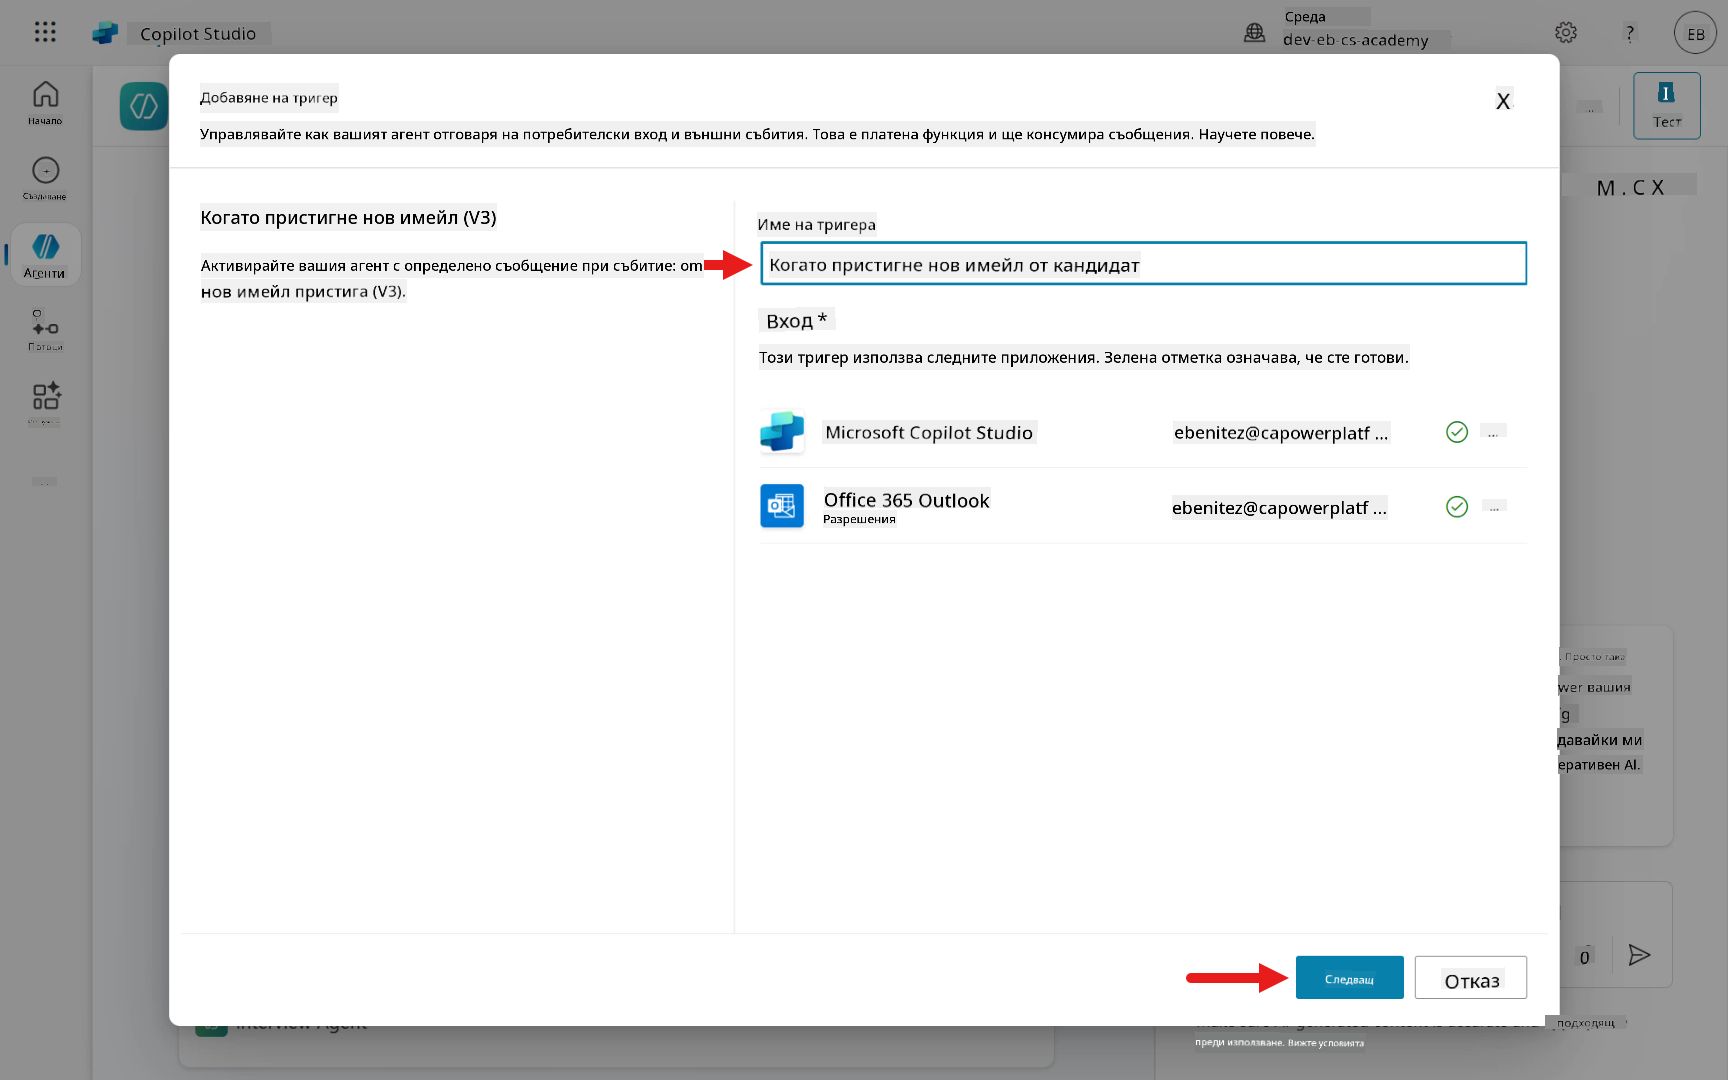 Copilot Studio
Среда
dev-eb-cs-academy
?
EB
Начало
Създаване
Агенти
Потоци
Тест
М . С Х
Добавяне на тригер
X
Управлявайте как вашият агент отговаря на потребителски вход и външни събития. Това е платена функция и ще консумира съобщения. Научете повече.
Когато пристигне нов имейл (V3)
Активирайте вашия агент с определено съобщение при събитие: от
нов имейл пристига (V3).
Име на тригера
Когато пристигне нов имейл от кандидат
Вход *
Този тригер използва следните приложения. Зелена отметка означава, че сте готови.
Microsoft Copilot Studio
ebenitez@capowerplatf ...
...
Office 365 Outlook
Разрешения
ebenitez@capowerplatf ...
...
. Просто така
wer вашия
g
давайки ми
еративен AI.
0
Следващ
Отказ
Interview Agent
подходящ
преди използване. Вижте условията